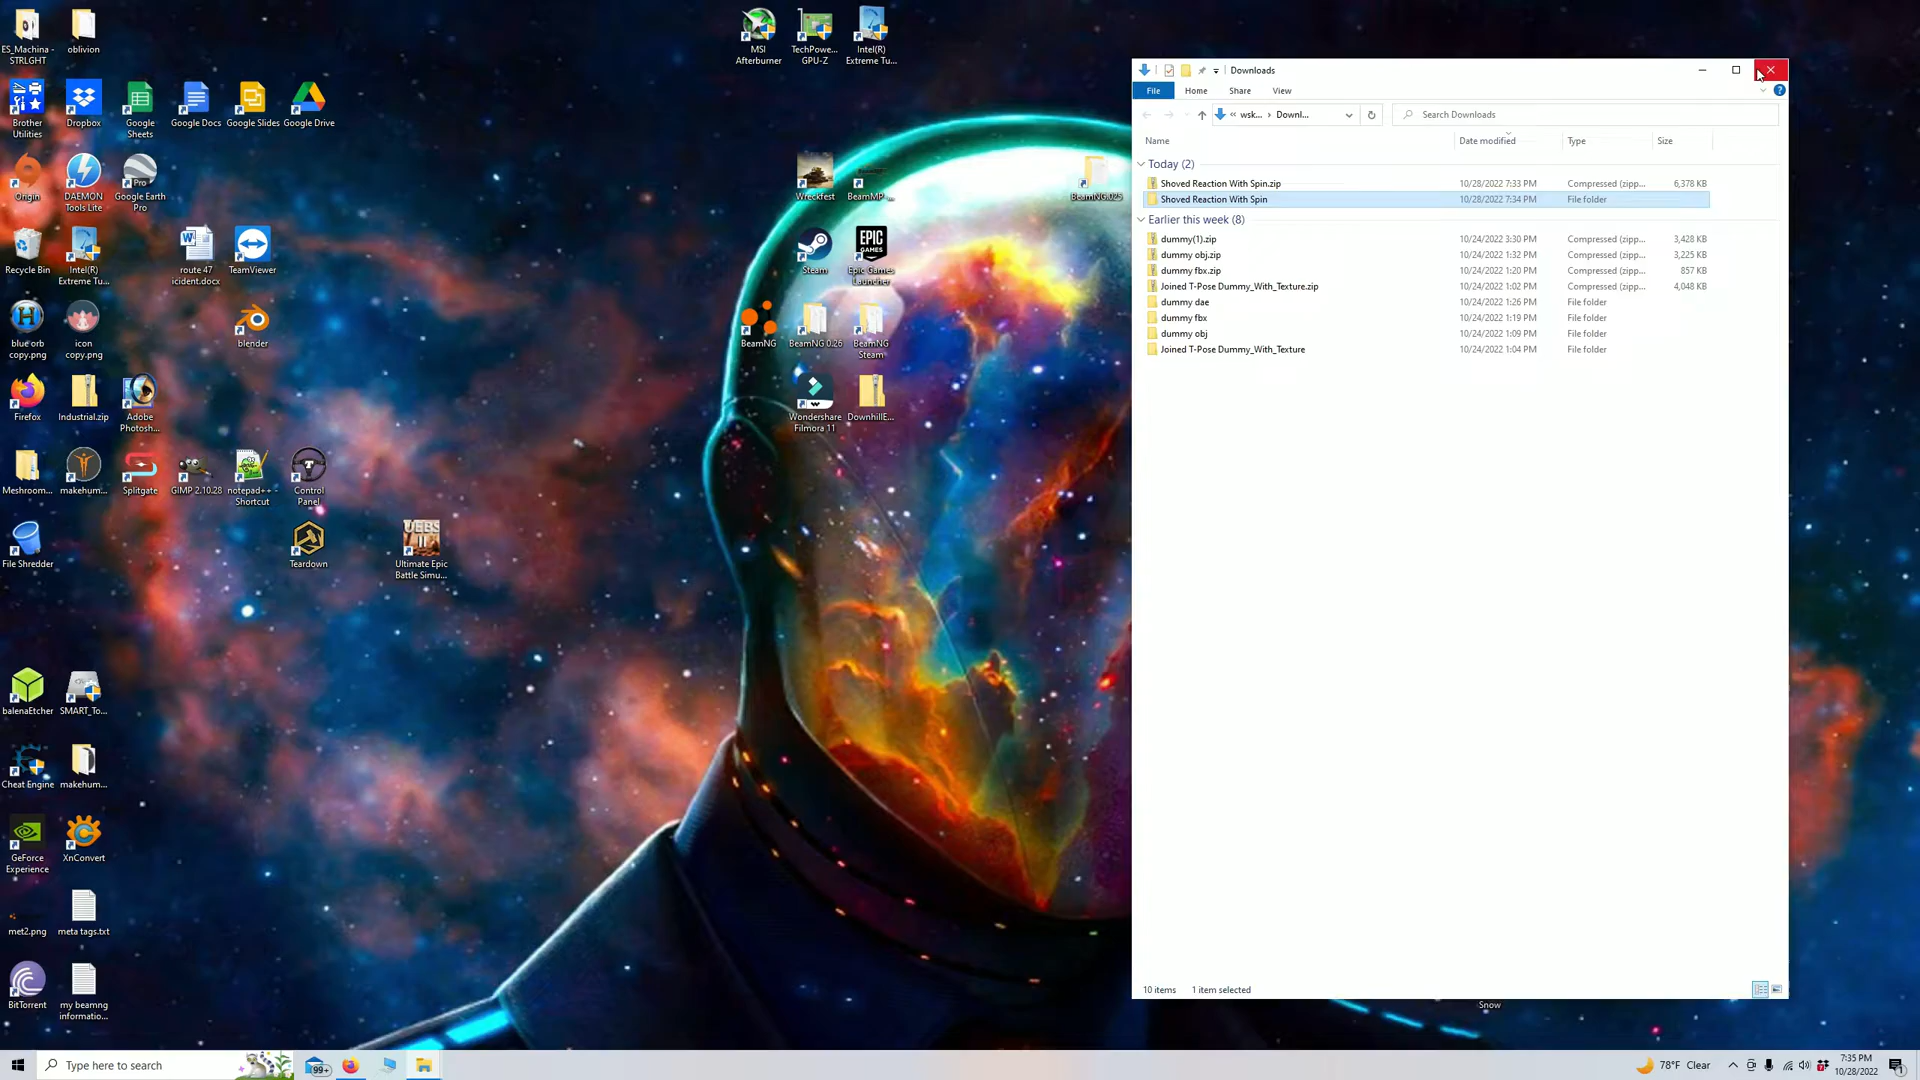 ES_Machina -
STRLGHT
oblivion
MSI
Afterburner
TechPowe...
GPU-Z
Intel(R)
Extreme Tu...
Brother
Utilities
Dropbox
Google
Sheets
Google Docs
Google Slides
Google Drive
Origin
DAEMON
Tools Lite
Pro
Google Earth
Pro
Wreckfest
BeamMP -...
BeamNG.025
Recycle Bin
Intel(R)
Extreme Tu...
route 47
icident.docx
TeamViewer
Steam
EPIC
GAMES
Epic Games
Launcher
blue orb
copy.png
icon
copy.png
blender
BeamNG
BeamNG 0.26
BeamNG
Steam
Firefox
Industrial.zip
Adobe
Photosh...
Wondershare
Filmora 11
DownhillE...
Meshroom...
makehum...
Splitgate
GIMP 2.10.28
notepad++ -
Shortcut
Control
Panel
File Shredder
Teardown
UEBS
II
Ultimate Epic
Battle Simu...
balenaEtcher
SMART_To...
Cheat Engine
makehum...
GeForce
Experience
XnConvert
met2.png
meta tags.txt
BitTorrent
my beamng
informatio...
Snow
Downloads
File Home Share View
« wsk... › Downl...
Search Downloads
Name Date modified Type Size
Today (2)
Shoved Reaction With Spin.zip 10/28/2022 7:33 PM Compressed (zipp... 6,378 KB
Shoved Reaction With Spin 10/28/2022 7:34 PM File folder
Earlier this week (8)
dummy(1).zip 10/24/2022 3:30 PM Compressed (zipp... 3,428 KB
dummy obj.zip 10/24/2022 1:32 PM Compressed (zipp... 3,225 KB
dummy fbx.zip 10/24/2022 1:20 PM Compressed (zipp... 857 KB
Joined T-Pose Dummy_With_Texture.zip 10/24/2022 1:02 PM Compressed (zipp... 4,048 KB
dummy dae 10/24/2022 1:26 PM File folder
dummy fbx 10/24/2022 1:19 PM File folder
dummy obj 10/24/2022 1:09 PM File folder
Joined T-Pose Dummy_With_Texture 10/24/2022 1:04 PM File folder
10 items 1 item selected
Type here to search
99+
78°F Clear
7:35 PM
10/28/2022